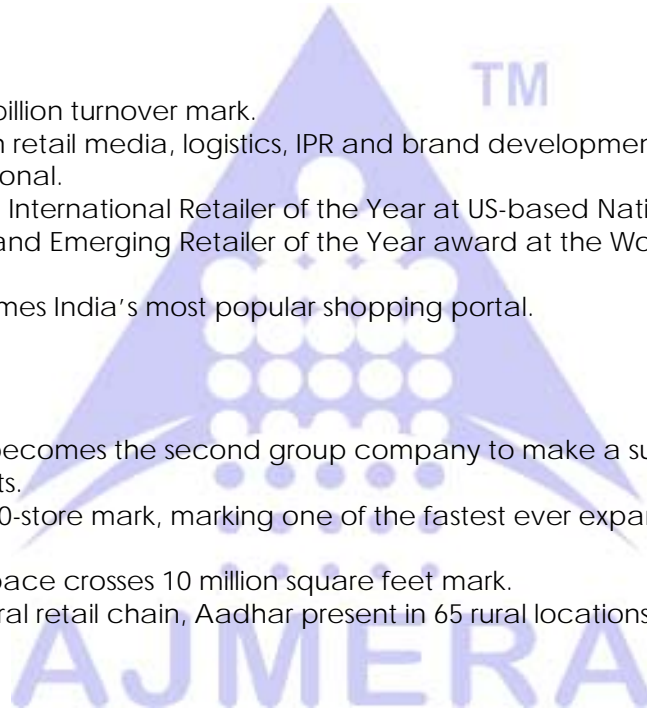 TM
billion turnover mark.
n retail media, logistics, IPR and brand developmen
onal.
International Retailer of the Year at US-based Nati
and Emerging Retailer of the Year award at the Wo
mes India's most popular shopping portal.
becomes the second group company to make a su
ts.
0-store mark, marking one of the fastest ever expa
pace crosses 10 million square feet mark.
ral retail chain, Aadhar present in 65 rural locations
AJMERA